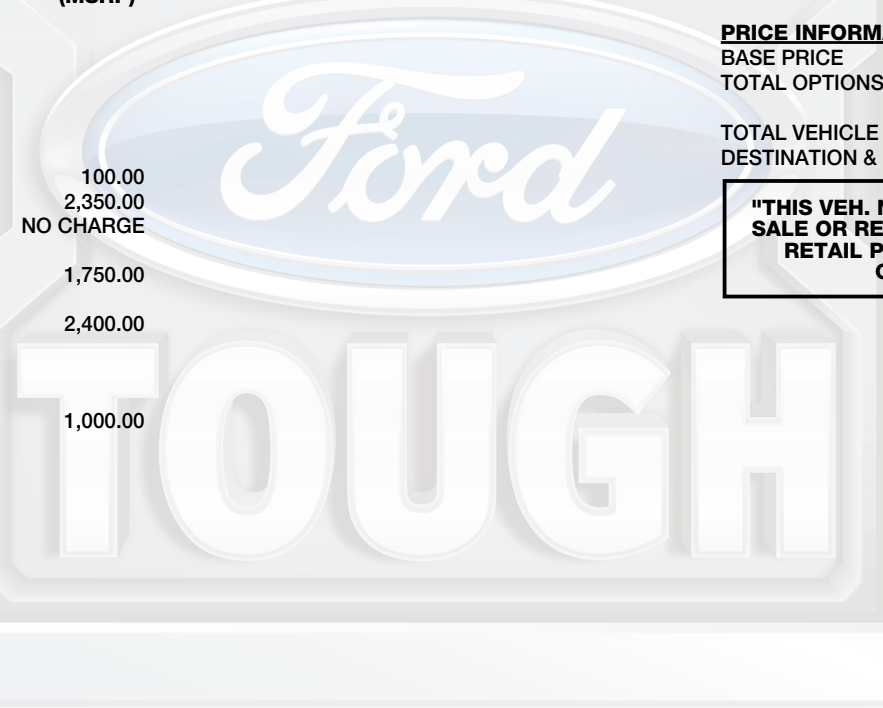 (MSRP)
100.00
2,350.00
NO CHARGE
1,750.00
2,400.00
1,000.00
PRICE INFORM
BASE PRICE
TOTAL OPTIONS
TOTAL VEHICLE
DESTINATION &
"THIS VEH.
SALE OR RE
RETAIL P
Ford
TOUGH